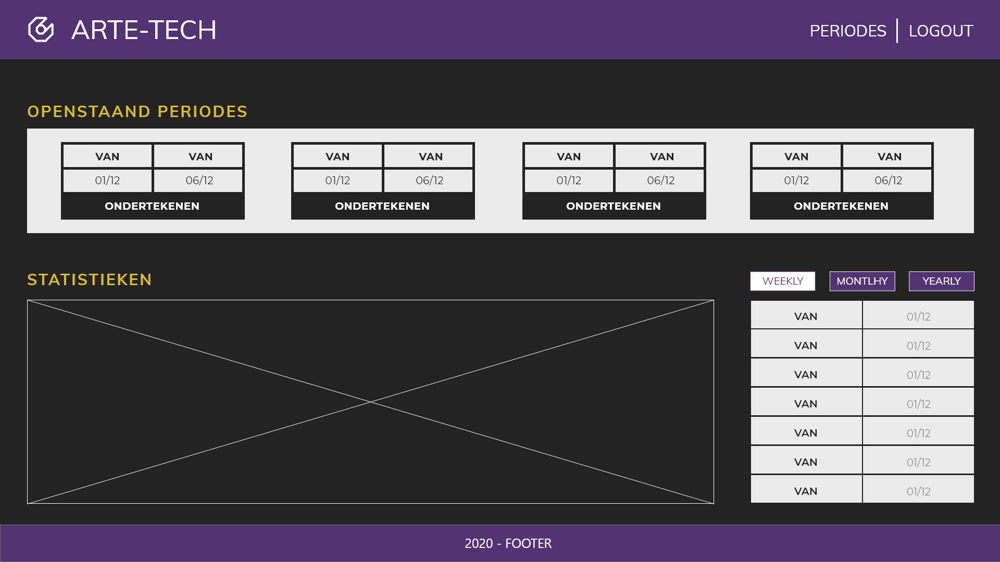 ARTE-TECH
PERIODES LOGOUT
OPENSTAAND PERIODES
VAN VAN VAN VAN VAN VAN VAN VAN
01/12 06/12 01/12 06/12 01/12 06/12 01/12 06/12
ONDERTEKENEN ONDERTEKENEN ONDERTEKENEN ONDERTEKENEN
STATISTIEKEN
WEEKLY MONTLHY YEARLY
VAN 01/12
VAN 01/12
VAN 01/12
VAN 01/12
VAN 01/12
VAN 01/12
VAN 01/12
2020 - FOOTER